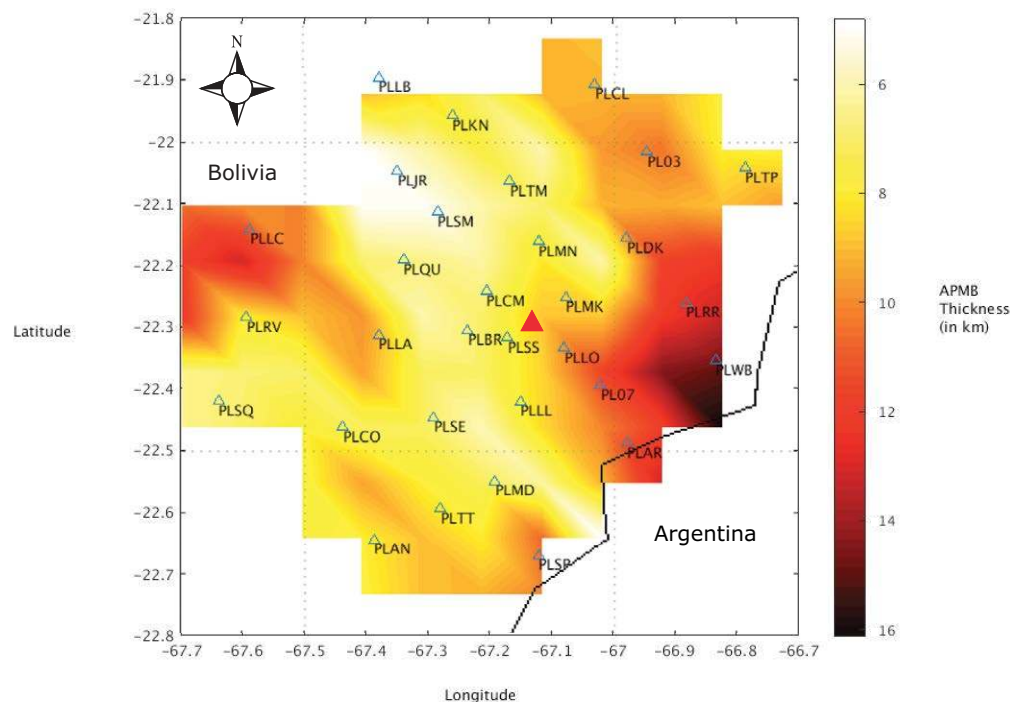 −21.8
N
PLLB
PLCL
−21.9
6
PLKN
−22
PL03
PLTP
Bolivia
PLJR
PLTM
8
−22.1
PLSM
PLLC
PLMN
PLDK
−22.2
PLQU
PLCM
PLMK
PLRR
10
APMB
Thickness
(in km)
Latitude
−22.3
PLRV
PLLA
PLBR
PLSS
PLLO
PLWB
−22.4
PLSQ
PL07
PLLL
12
PLCO
PLSE
PLAR
−22.5
PLMD
−22.6
PLTT
Argentina
14
PLAN
PLSP
−22.7
−22.8
16
−67.7 −67.6 −67.5 −67.4 −67.3 −67.2 −67.1 −67 −66.9 −66.8 −66.7
Longitude